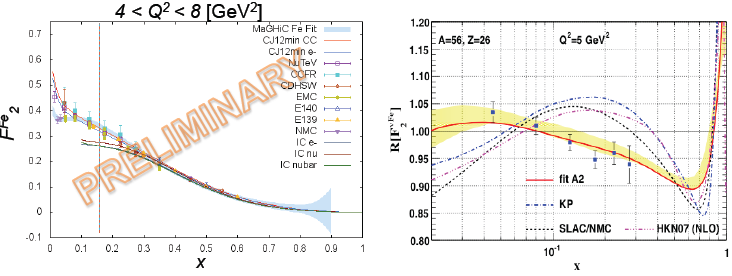 4 < Q² < 8 [GeV²]
0.7
0.6
0.5
0.4
0.3
0.2
0.1
0
-0.1
F^Fe_2
0 0.1 0.2 0.3 0.4 0.5 0.6 0.7 0.8 0.9 1
x
MaGHiC Fe Fit
CJ12min CC
CJ12min e-
NuTeV
CCFR
CDHSW
EMC
E140
E139
NMC
IC e-
IC nu
IC nubar
PRELIMINARY
1.20
1.15
1.10
1.05
1.00
0.95
0.90
0.85
0.80
A=56, Z=26
Q²=5 GeV²
fit A2
KP
SLAC/NMC
HKN07 (NLO)
10⁻¹ 1
x